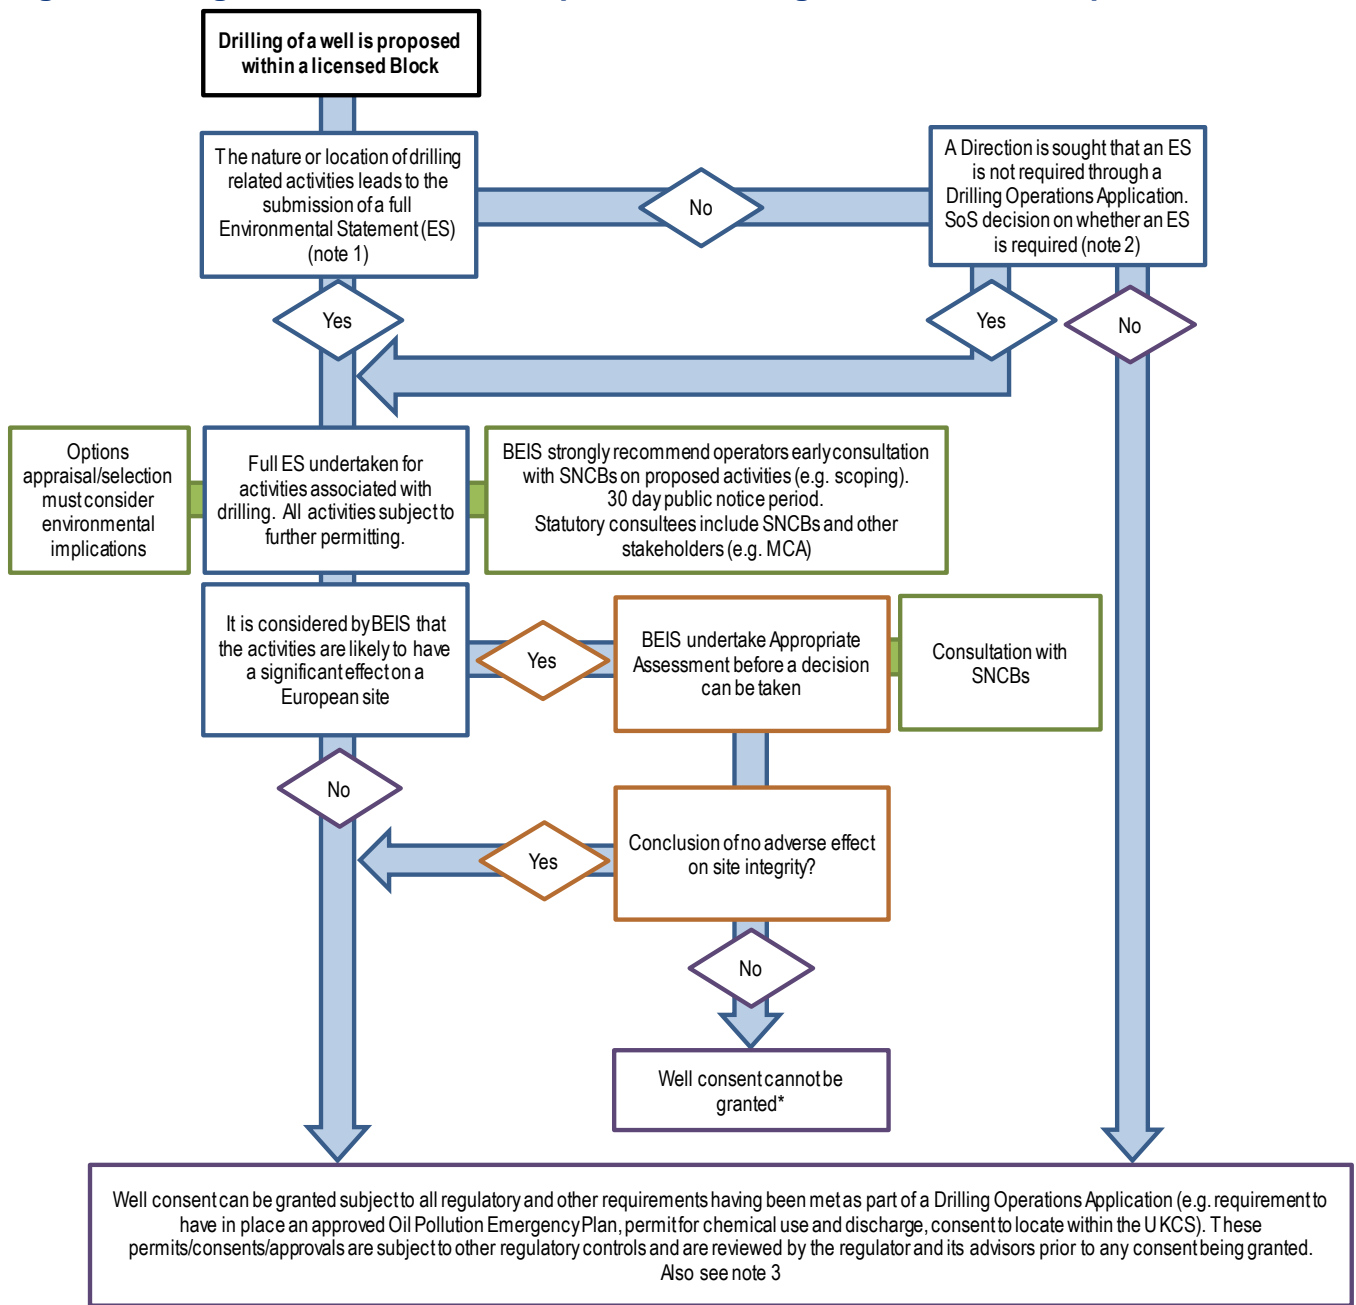 Drilling of a well is proposed
within a licensed Block
The nature or location of drilling
related activities leads to the
submission of a full
Environmental Statement (ES)
(note 1)
No
A Direction is sought that an ES
is not required through a
Drilling Operations Application.
SoS decision on whether an ES
is required (note 2)
Yes
Yes
No
Options
appraisal/selection
must consider
environmental
implications
Full ES undertaken for
activities associated with
drilling. All activities subject to
further permitting.
BEIS strongly recommend operators early consultation
with SNCBs on proposed activities (e.g. scoping).
30 day public notice period.
Statutory consultees include SNCBs and other
stakeholders (e.g. MCA)
It is considered by BEIS that
the activities are likely to have
a significant effect on a
European site
Yes
BEIS undertake Appropriate
Assessment before a decision
can be taken
Consultation with
SNCBs
No
Yes
Conclusion of no adverse effect
on site integrity?
No
Well consent cannot be
granted*
Well consent can be granted subject to all regulatory and other requirements having been met as part of a Drilling Operations Application (e.g. requirement to
have in place an approved Oil Pollution Emergency Plan, permit for chemical use and discharge, consent to locate within the UKCS). These
permits/consents/approvals are subject to other regulatory controls and are reviewed by the regulator and its advisors prior to any consent being granted.
Also see note 3